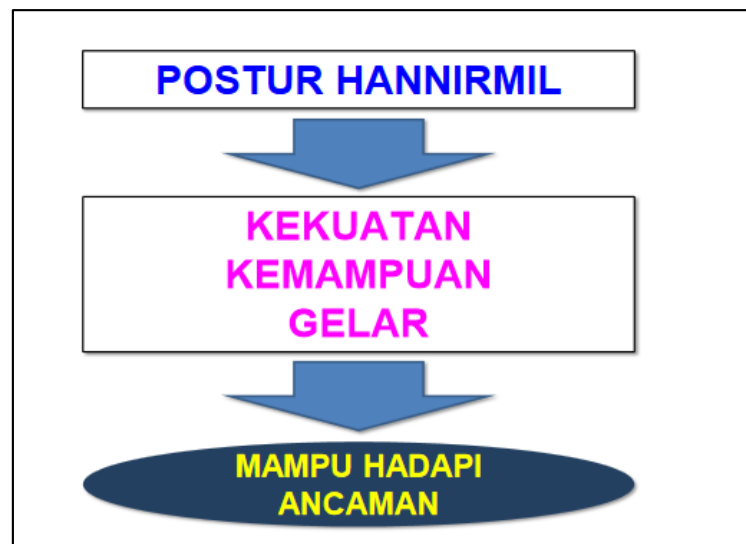 POSTUR HANNIRMIL
KEKUATAN
KEMAMPUAN
GELAR
MAMPU HADAPI
ANCAMAN